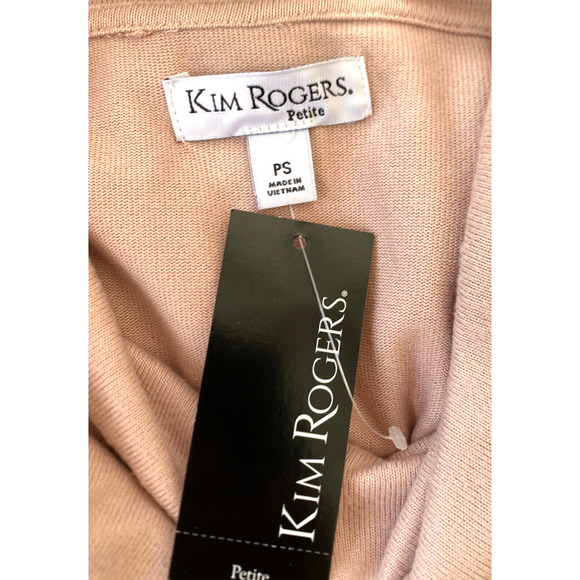 KIM ROGERS®
Petite
PS
MADE IN
VIETNAM
KIM ROGERS®
Petite